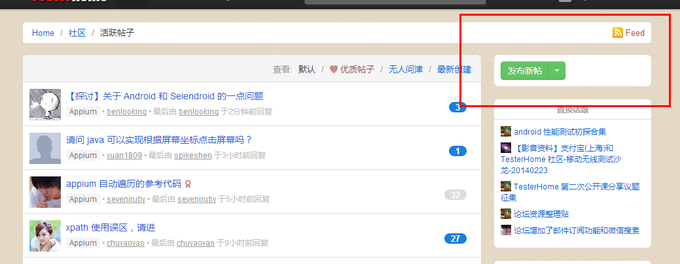 TesterHome
Home / 社区 / 活跃帖子
Feed
查看: 默认 / 优质帖子 / 无人问津 / 最新创建
发布新帖
【探讨】关于 Android 和 Selendroid 的一点问题
Appium • benlooking • 最后由 benlooking 于2分钟前回复
3
请问 java 可以实现根据屏幕坐标点击屏幕吗？
Appium • yuan1809 • 最后由 spikeshen 于3小时前回复
1
appium 自动遍历的参考代码
Appium • seveniruby • 最后由 seveniruby 于5小时前回复
32
xpath 使用误区，请进
Appium • chuyaoyao • 最后由 chuyaoyao 于9小时前回复
27
置顶话题
android 性能测试初探合集
【影音资料】支付宝(上海)和
TesterHome 社区-移动无线测试沙
龙-20140223
TesterHome 第二次公开课分享议题
征集
论坛资源整理贴
论坛增加了邮件订阅功能和微信搜索